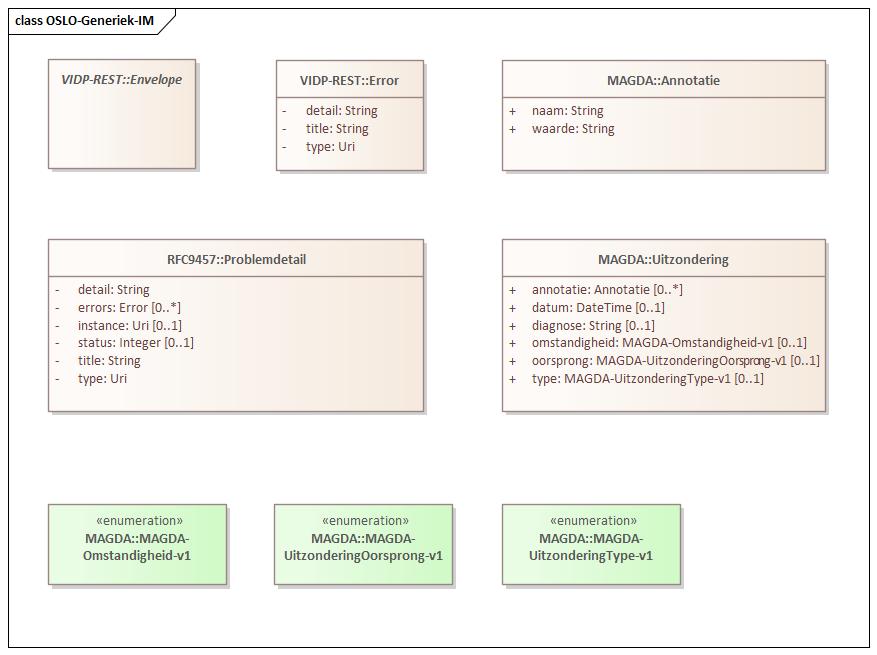 class OSLO-Generiek-IM
VIDP-REST::Envelope
VIDP-REST::Error
- detail: String
- title: String
- type: Uri
MAGDA::Annotatie
+ naam: String
+ waarde: String
RFC9457::Problemdetail
- detail: String
- errors: Error [0..*]
- instance: Uri [0..1]
- status: Integer [0..1]
- title: String
- type: Uri
MAGDA::Uitzondering
+ annotatie: Annotatie [0..*]
+ datum: DateTime [0..1]
+ diagnose: String [0..1]
+ omstandigheid: MAGDA-Omstandigheid-v1 [0..1]
+ oorsprong: MAGDA-UitzonderingOorsprong-v1 [0..1]
+ type: MAGDA-UitzonderingType-v1 [0..1]
«enumeration»
MAGDA::MAGDA-
Omstandigheid-v1
«enumeration»
MAGDA::MAGDA-
UitzonderingOorsprong-v1
«enumeration»
MAGDA::MAGDA-
UitzonderingType-v1